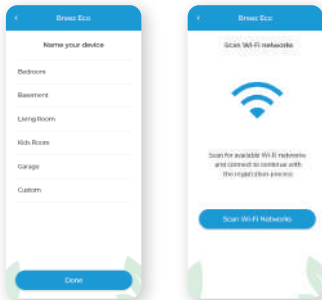 Breez Eco
Name your device
Bedroom
Basement
Living Room
Kids Room
Garage
Custom
Done
Breez Eco
Scan Wi-Fi networks
Scan for available Wi-Fi networks
and connect to continue with
the registration process
Scan Wi-Fi Networks